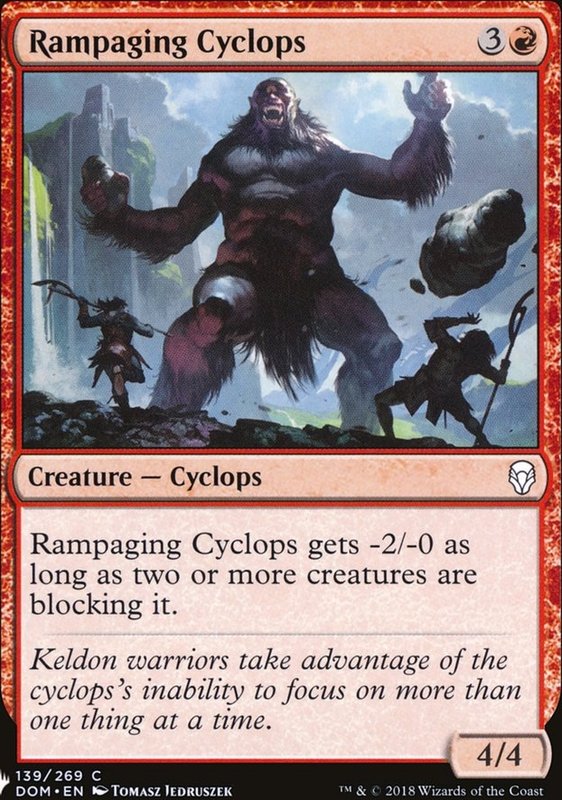 Rampaging Cyclops 3
Creature — Cyclops
Rampaging Cyclops gets -2/-0 as
long as two or more creatures are
blocking it.
Keldon warriors take advantage of the
cyclops's inability to focus on more than
one thing at a time.
4/4
139/269 C
DOM • EN Tomasz Jedruszek
™ & © 2018 Wizards of the Coast